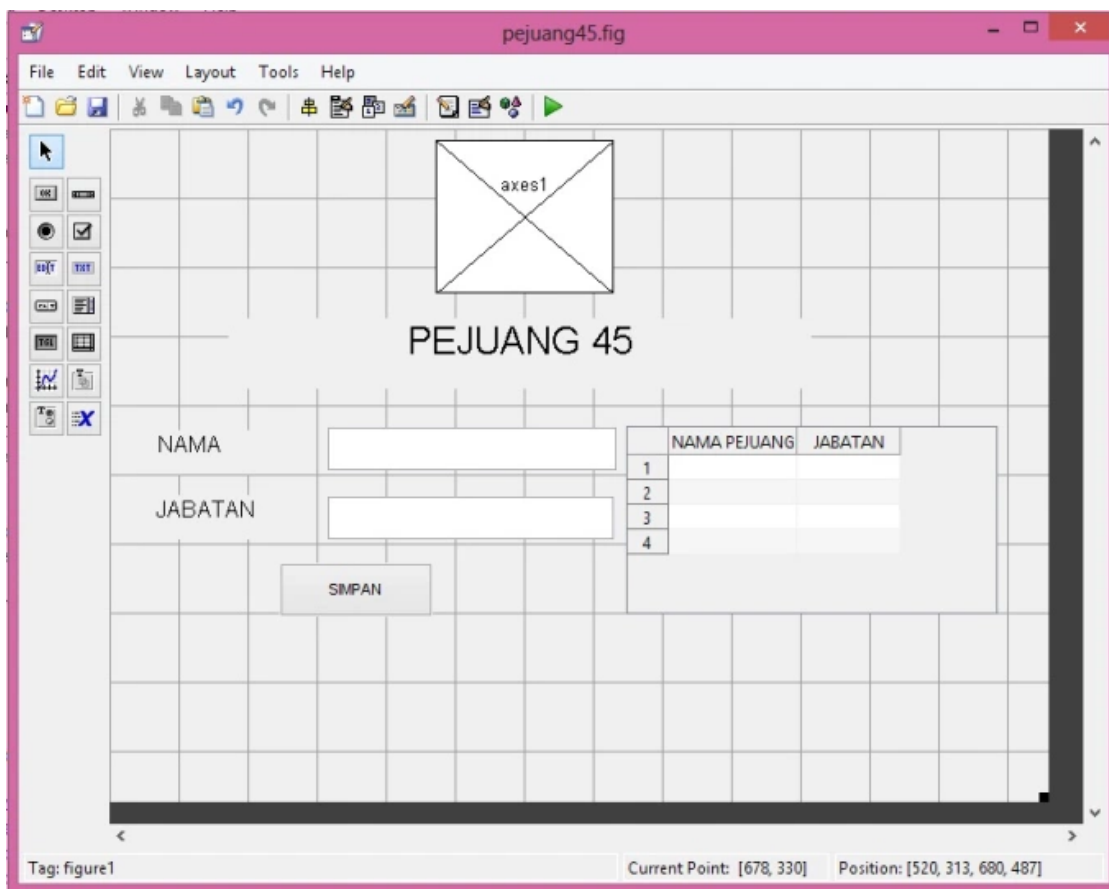 pejuang45.fig
File Edit View Layout Tools Help
axes1
PEJUANG 45
NAMA
NAMA PEJUANG JABATAN
1
2
3
4
JABATAN
SIMPAN
Tag: figure1 Current Point: [678, 330] Position: [520, 313, 680, 487]